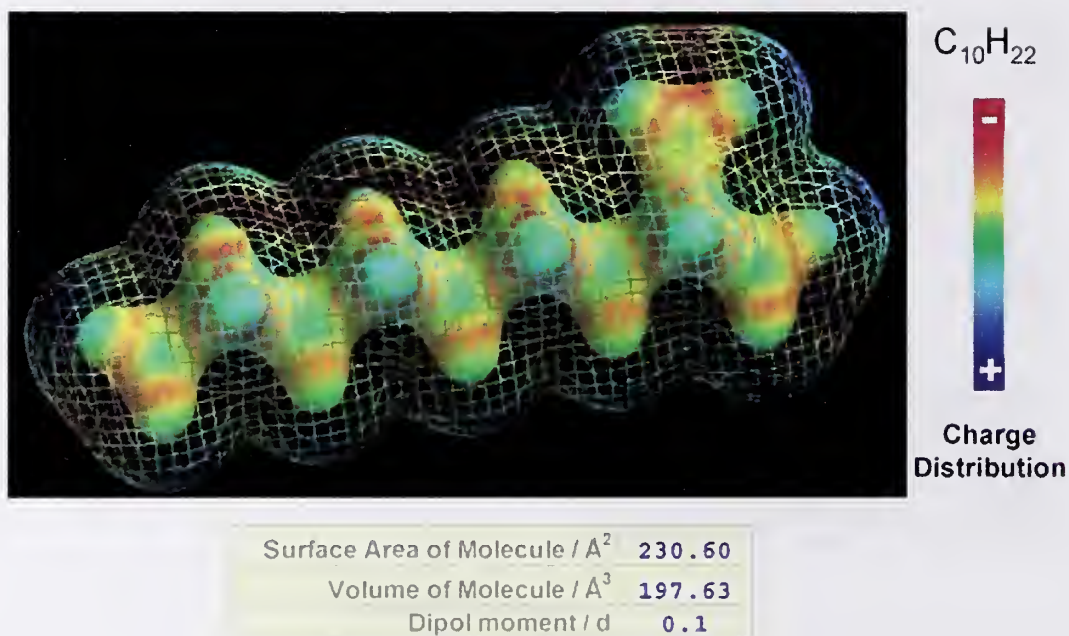 C₁₀H₂₂
-
+
Charge
Distribution
Surface Area of Molecule / A² 230.60
Volume of Molecule / A³ 197.63
Dipol moment / d 0.1